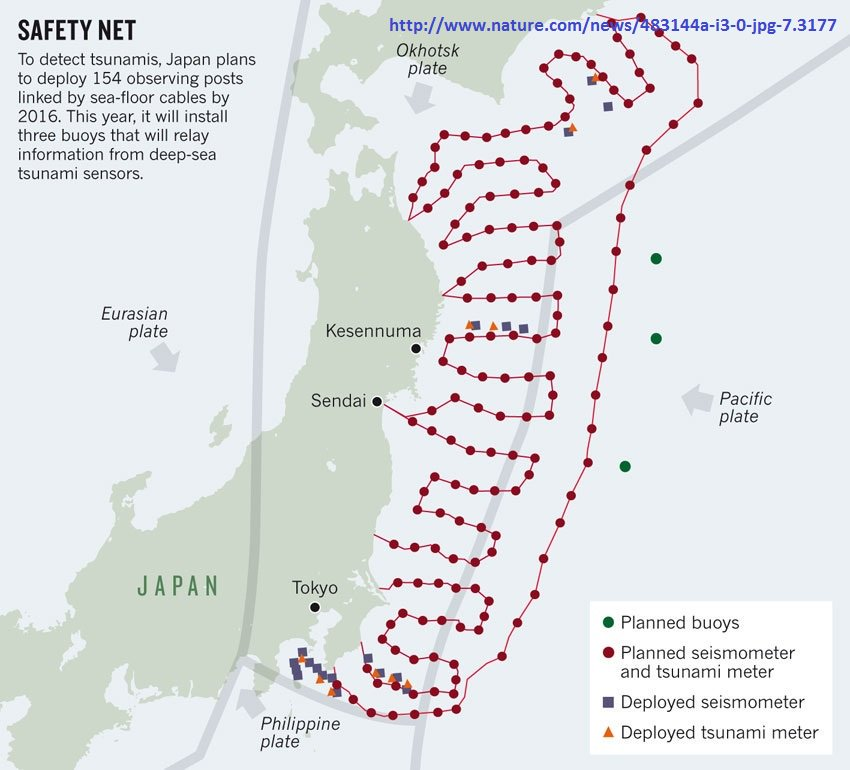 SAFETY NET
To detect tsunamis, Japan plans
to deploy 154 observing posts
linked by sea-floor cables by
2016. This year, it will install
three buoys that will relay
information from deep-sea
tsunami sensors.
http://www.nature.com/news/483144a-i3-0-jpg-7.3177
Okhotsk
plate
Eurasian
plate
Kesennuma
Sendai
Pacific
plate
JAPAN
Tokyo
Philippine
plate
Planned buoys
Planned seismometer
and tsunami meter
Deployed seismometer
Deployed tsunami meter